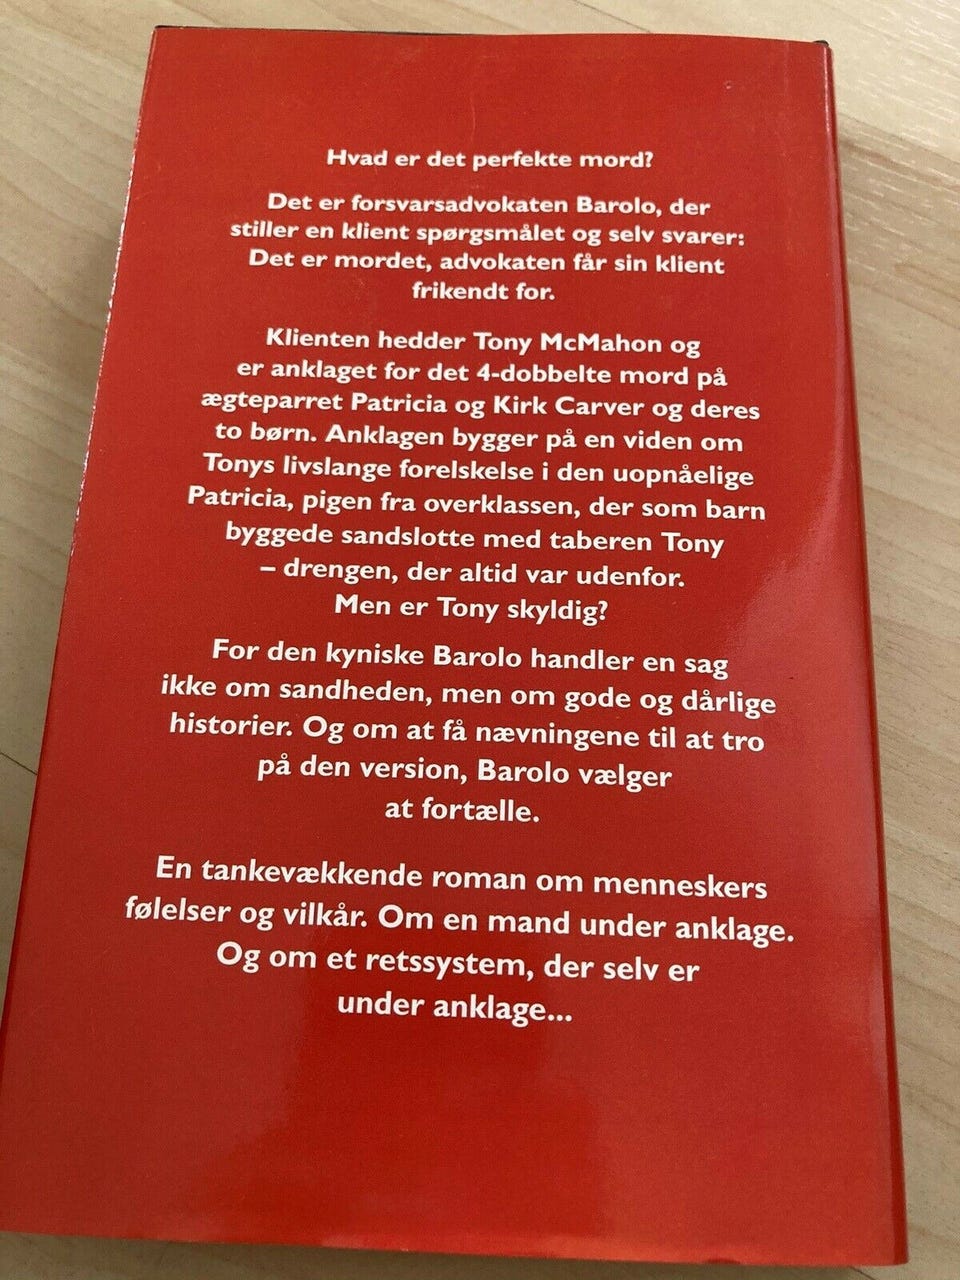 Hvad er det perfekte mord?
Det er forsvarsadvokaten Barolo, der
stiller en klient spørgsmålet og selv svarer:
Det er mordet, advokaten får sin klient
frikendt for.
Klienten hedder Tony McMahon og
er anklaget for det 4-dobbelte mord på
ægteparret Patricia og Kirk Carver og deres
to børn. Anklagen bygger på en viden om
Tonys livslange forelskelse i den uopnåelige
Patricia, pigen fra overklassen, der som barn
byggede sandslotte med taberen Tony
– drengen, der altid var udenfor.
Men er Tony skyldig?
For den kyniske Barolo handler en sag
ikke om sandheden, men om gode og dårlige
historier. Og om at få nævningene til at tro
på den version, Barolo vælger
at fortælle.
En tankevækkende roman om menneskers
følelser og vilkår. Om en mand under anklage.
Og om et retssystem, der selv er
under anklage...